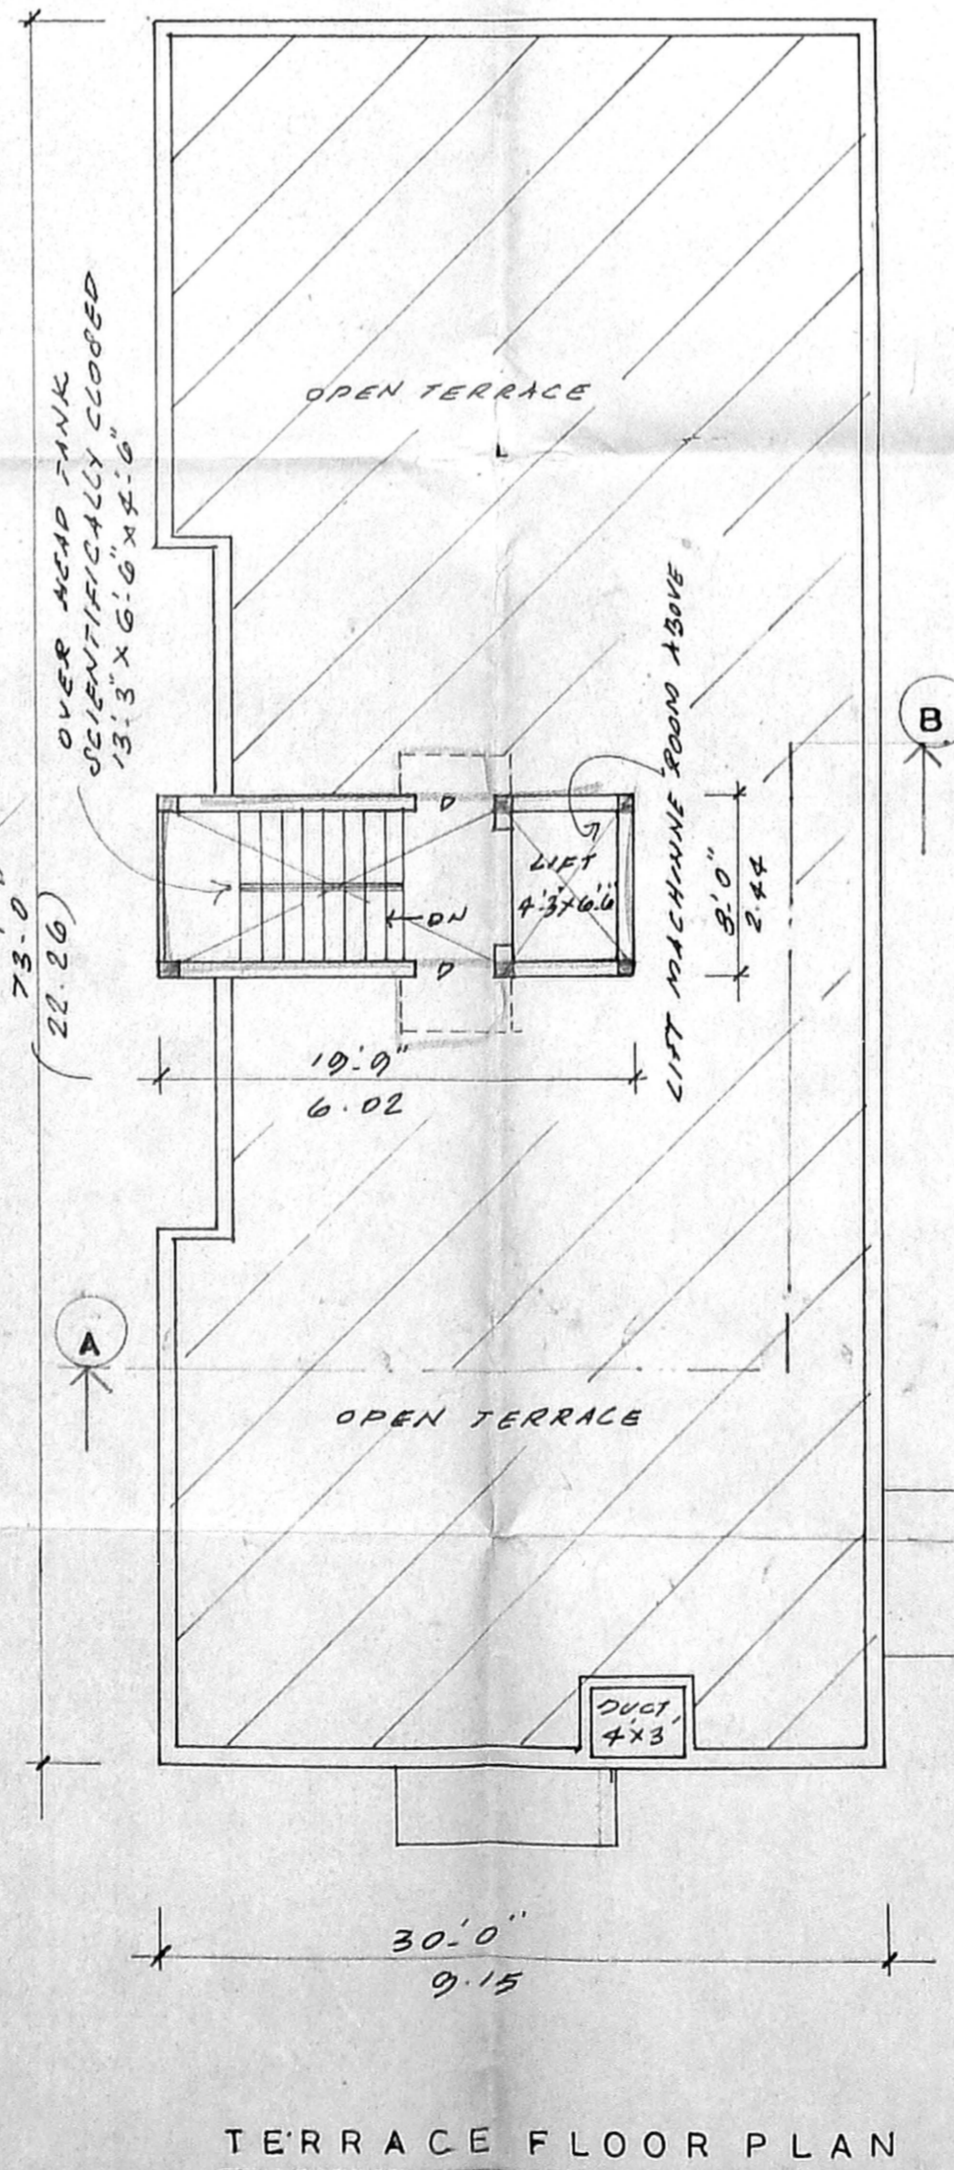 OPEN TERRACE
OVER HEAD TANK
SCIENTIFICALLY CLOSED
13'-3" X 6'-6" X 4'-6"
LIFT MACHINNE ROOM ABOVE
B
D
LIFT
4'-3"X6'-6"
DN
D
8'-0"
2.44
73'-0"
(22.26)
19'-9"
6.02
A
OPEN TERRACE
DUCT
4'X3'
30'-0"
9.15
TERRACE FLOOR PLAN